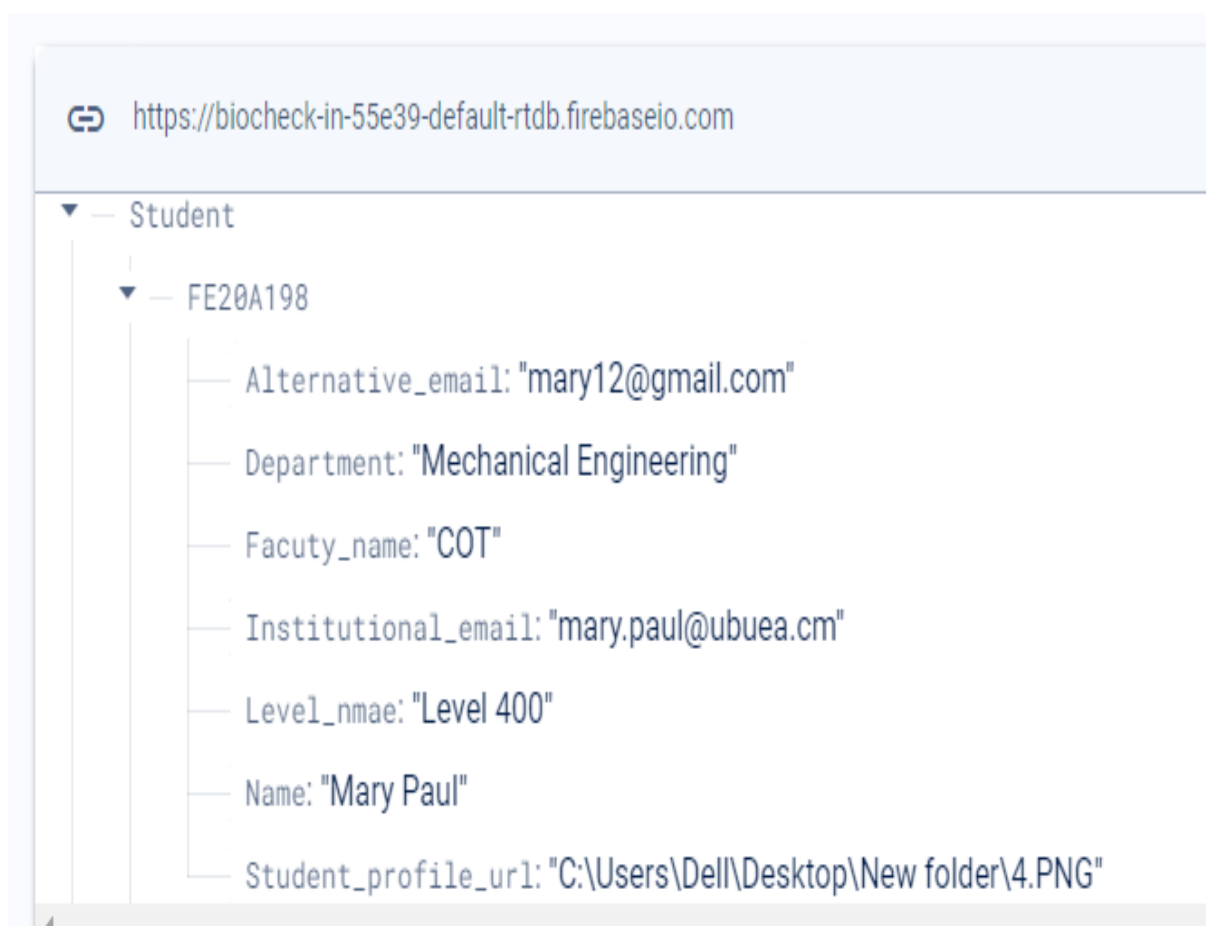 https://biocheck-in-55e39-default-rtdb.firebaseio.com
Student
FE20A198
Alternative_email: "mary12@gmail.com"
Department: "Mechanical Engineering"
Facuty_name: "COT"
Institutional_email: "mary.paul@ubuea.cm"
Level_nmae: "Level 400"
Name: "Mary Paul"
Student_profile_url: "C:\Users\Dell\Desktop\New folder\4.PNG"